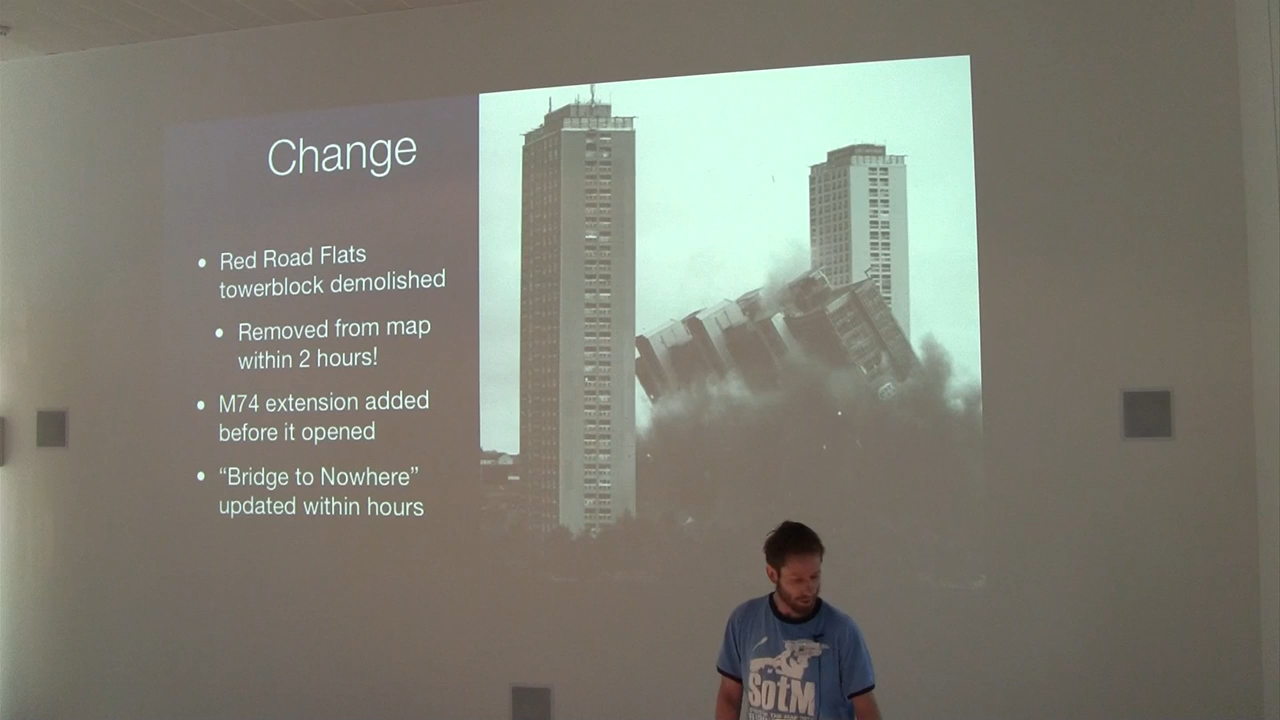 Change
• Red Road Flats
towerblock demolished
• Removed from map
within 2 hours!
• M74 extension added
before it opened
• “Bridge to Nowhere”
updated within hours
SotM